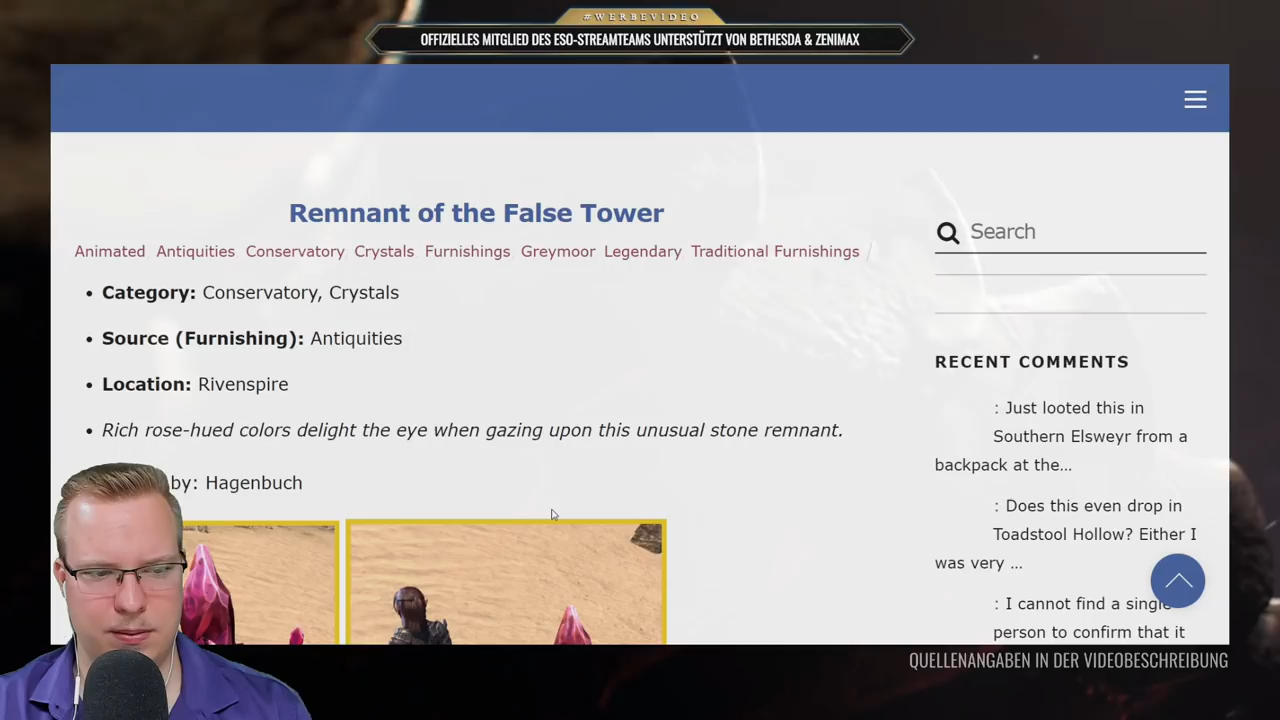 #WERBEVIDEO
OFFIZIELLES MITGLIED DES ESO-STREAMTEAMS UNTERSTÜTZT VON BETHESDA & ZENIMAX
Remnant of the False Tower
Animated Antiquities Conservatory Crystals Furnishings Greymoor Legendary Traditional Furnishings /
• Category: Conservatory, Crystals
• Source (Furnishing): Antiquities
• Location: Rivenspire
• Rich rose-hued colors delight the eye when gazing upon this unusual stone remnant.
by: Hagenbuch
Search
RECENT COMMENTS
: Just looted this in
Southern Elsweyr from a
backpack at the...
: Does this even drop in
Toadstool Hollow? Either I
was very ...
: I cannot find a single
person to confirm that it
QUELLENANGABEN IN DER VIDEOBESCHREIBUNG